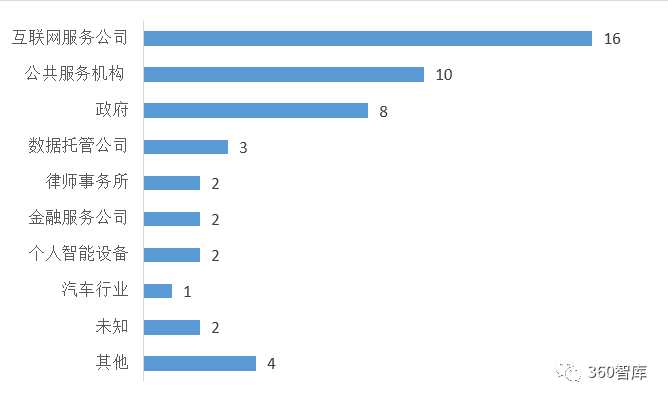 互联网服务公司 16
公共服务机构 10
政府 8
数据托管公司 3
律师事务所 2
金融服务公司 2
个人智能设备 2
汽车行业 1
未知 2
其他 4
360智库